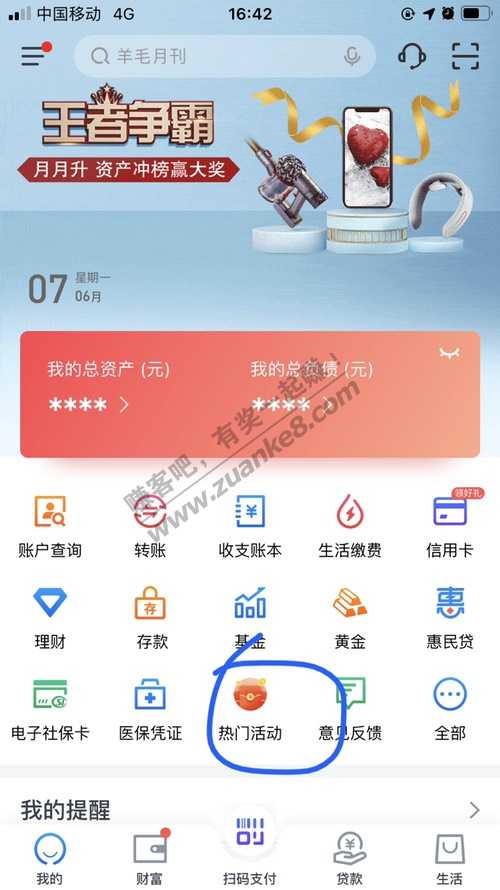 中国移动 4G 16:42 42
羊毛月刊
王者争霸
月月升 资产冲榜赢大奖
07 星期一
06月
我的总资产 (元) 我的总负债 (元)
**** ****
赚客吧，有奖一起赚！
www.zuanke8.com
领好礼
账户查询 转账 收支账本 生活缴费 信用卡
存 惠
理财 存款 基金 黄金 惠民贷
电子社保卡 医保凭证 热门活动 意见反馈 全部
我的提醒
我的 财富 扫码支付 贷款 生活